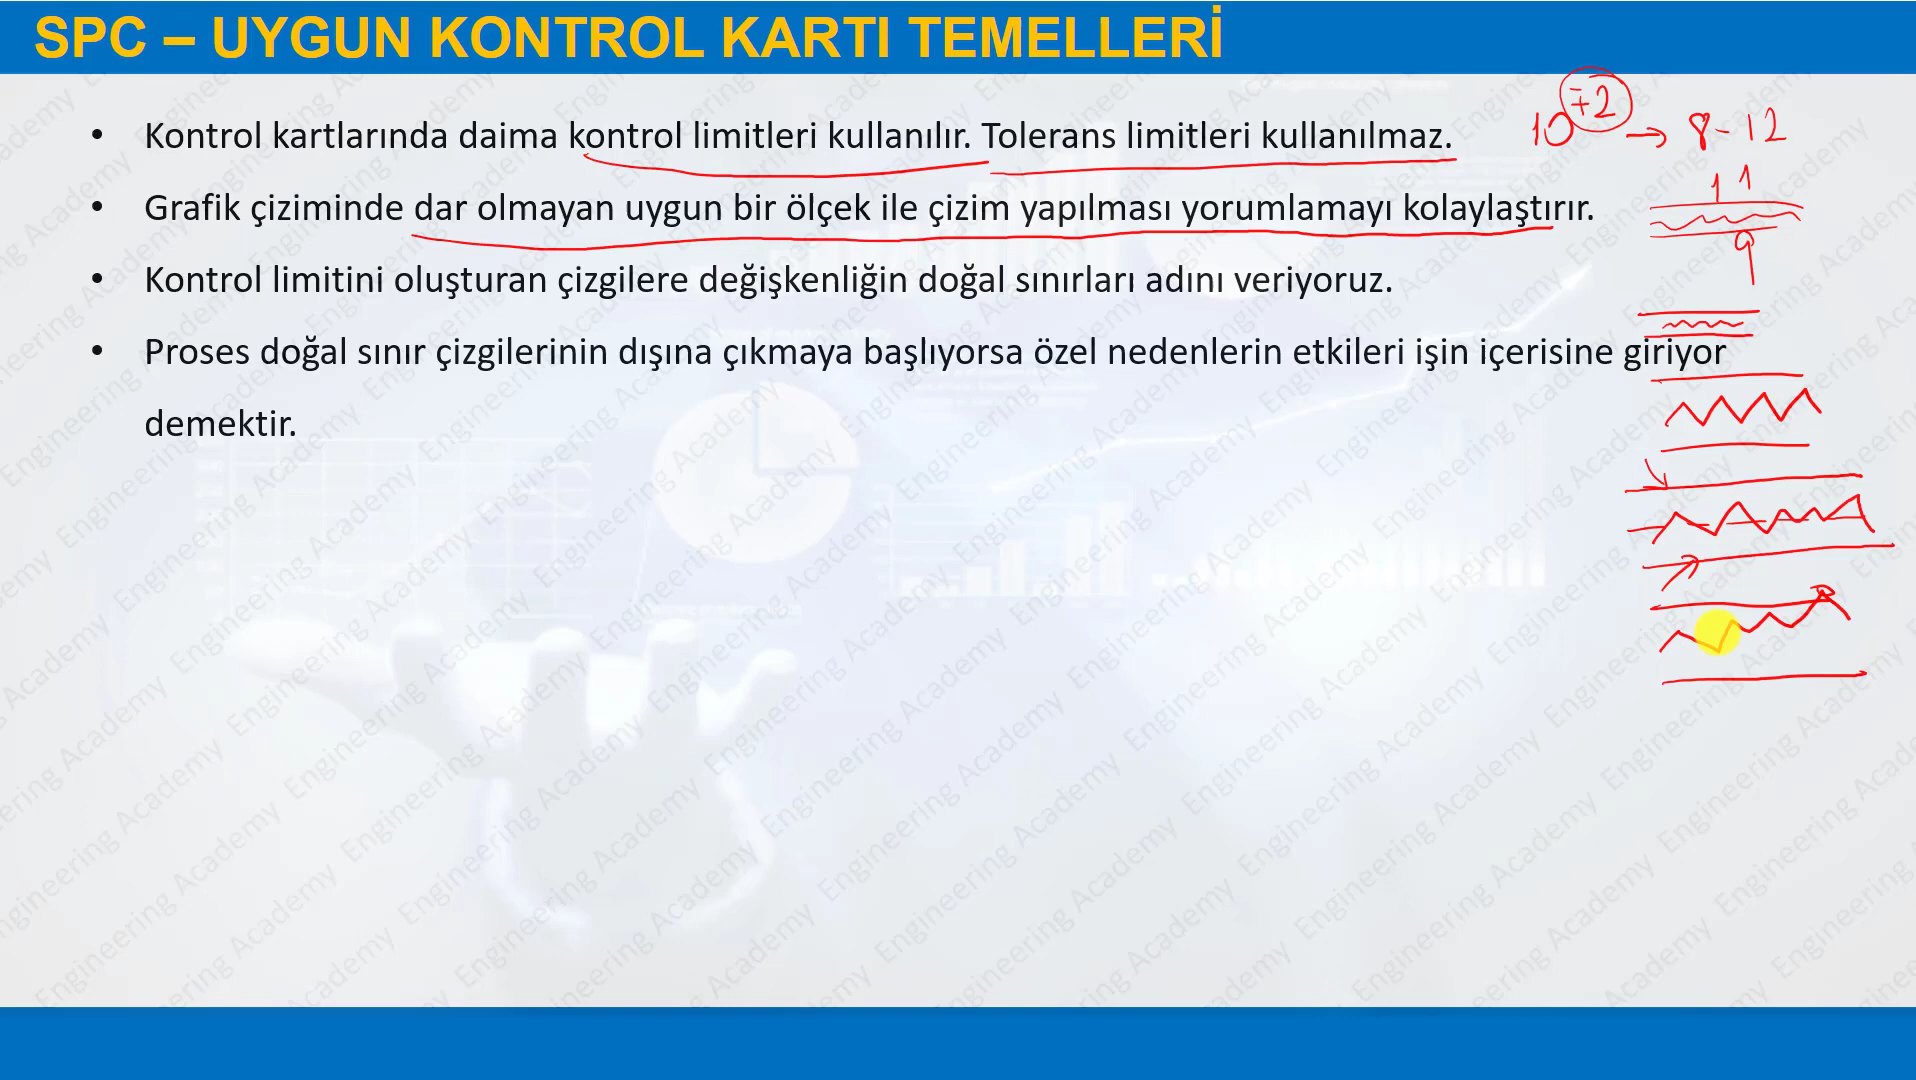 SPC – UYGUN KONTROL KARTI TEMELLERİ
• Kontrol kartlarında daima kontrol limitleri kullanılır. Tolerans limitleri kullanılmaz.
10 ∓2 → 8 - 12
• Grafik çiziminde dar olmayan uygun bir ölçek ile çizim yapılması yorumlamayı kolaylaştırır.
11
9
• Kontrol limitini oluşturan çizgilere değişkenliğin doğal sınırları adını veriyoruz.
• Proses doğal sınır çizgilerinin dışına çıkmaya başlıyorsa özel nedenlerin etkileri işin içerisine giriyor
demektir.
Engineering Academy